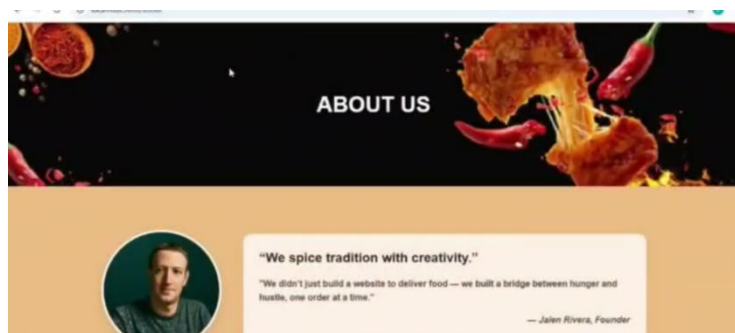 ABOUT US
“We spice tradition with creativity.”
"We didn't just build a website to deliver food — we built a bridge between hunger and
hustle, one order at a time."
— Jalen Rivera, Founder